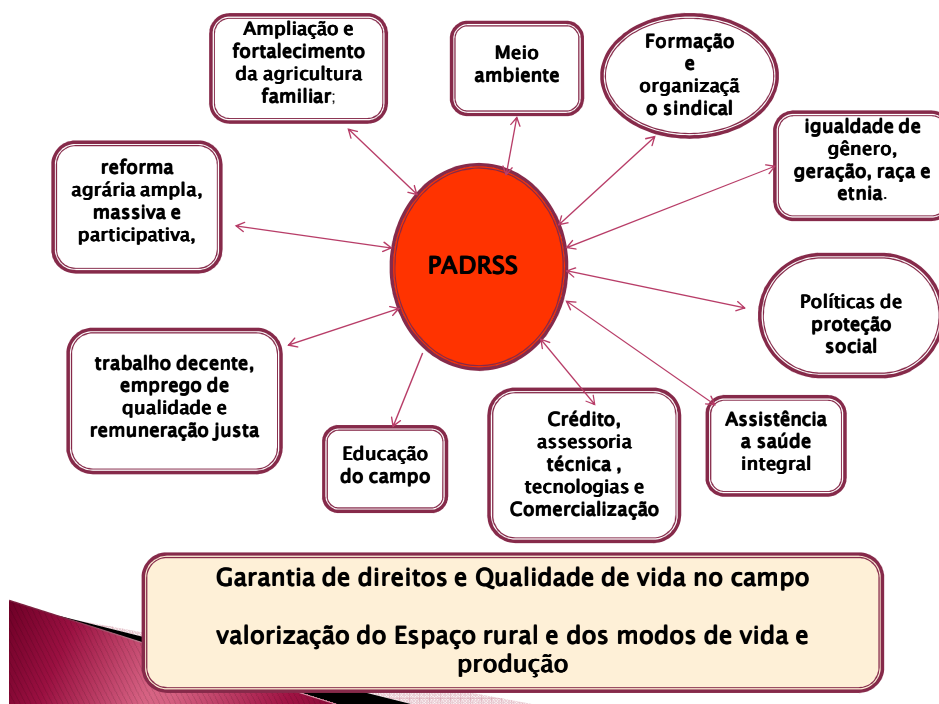 Ampliação e
fortalecimento
da agricultura
familiar;
Meio
ambiente
Formação
e
organizaçã
o sindical
igualdade de
gênero,
geração, raça e
etnia.
reforma
agrária ampla,
massiva e
participativa,
PADRSS
Políticas de
proteção
social
trabalho decente,
emprego de
qualidade e
remuneração justa
Educação
do campo
Crédito,
assessoria
técnica ,
tecnologias e
Comercialização
Assistência
a saúde
integral
Garantia de direitos e Qualidade de vida no campo
valorização do Espaço rural e dos modos de vida e
produção